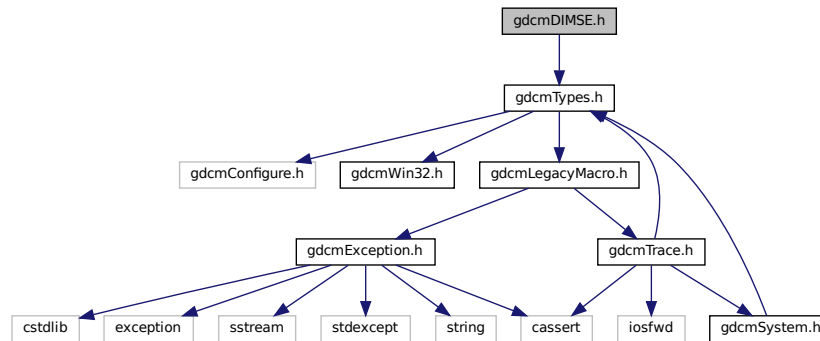 gdcmDIMSE.h
gdcmTypes.h
gdcmConfigure.h
gdcmWin32.h
gdcmLegacyMacro.h
gdcmException.h
gdcmTrace.h
cstdlib
exception
sstream
stdexcept
string
cassert
iosfwd
gdcmSystem.h